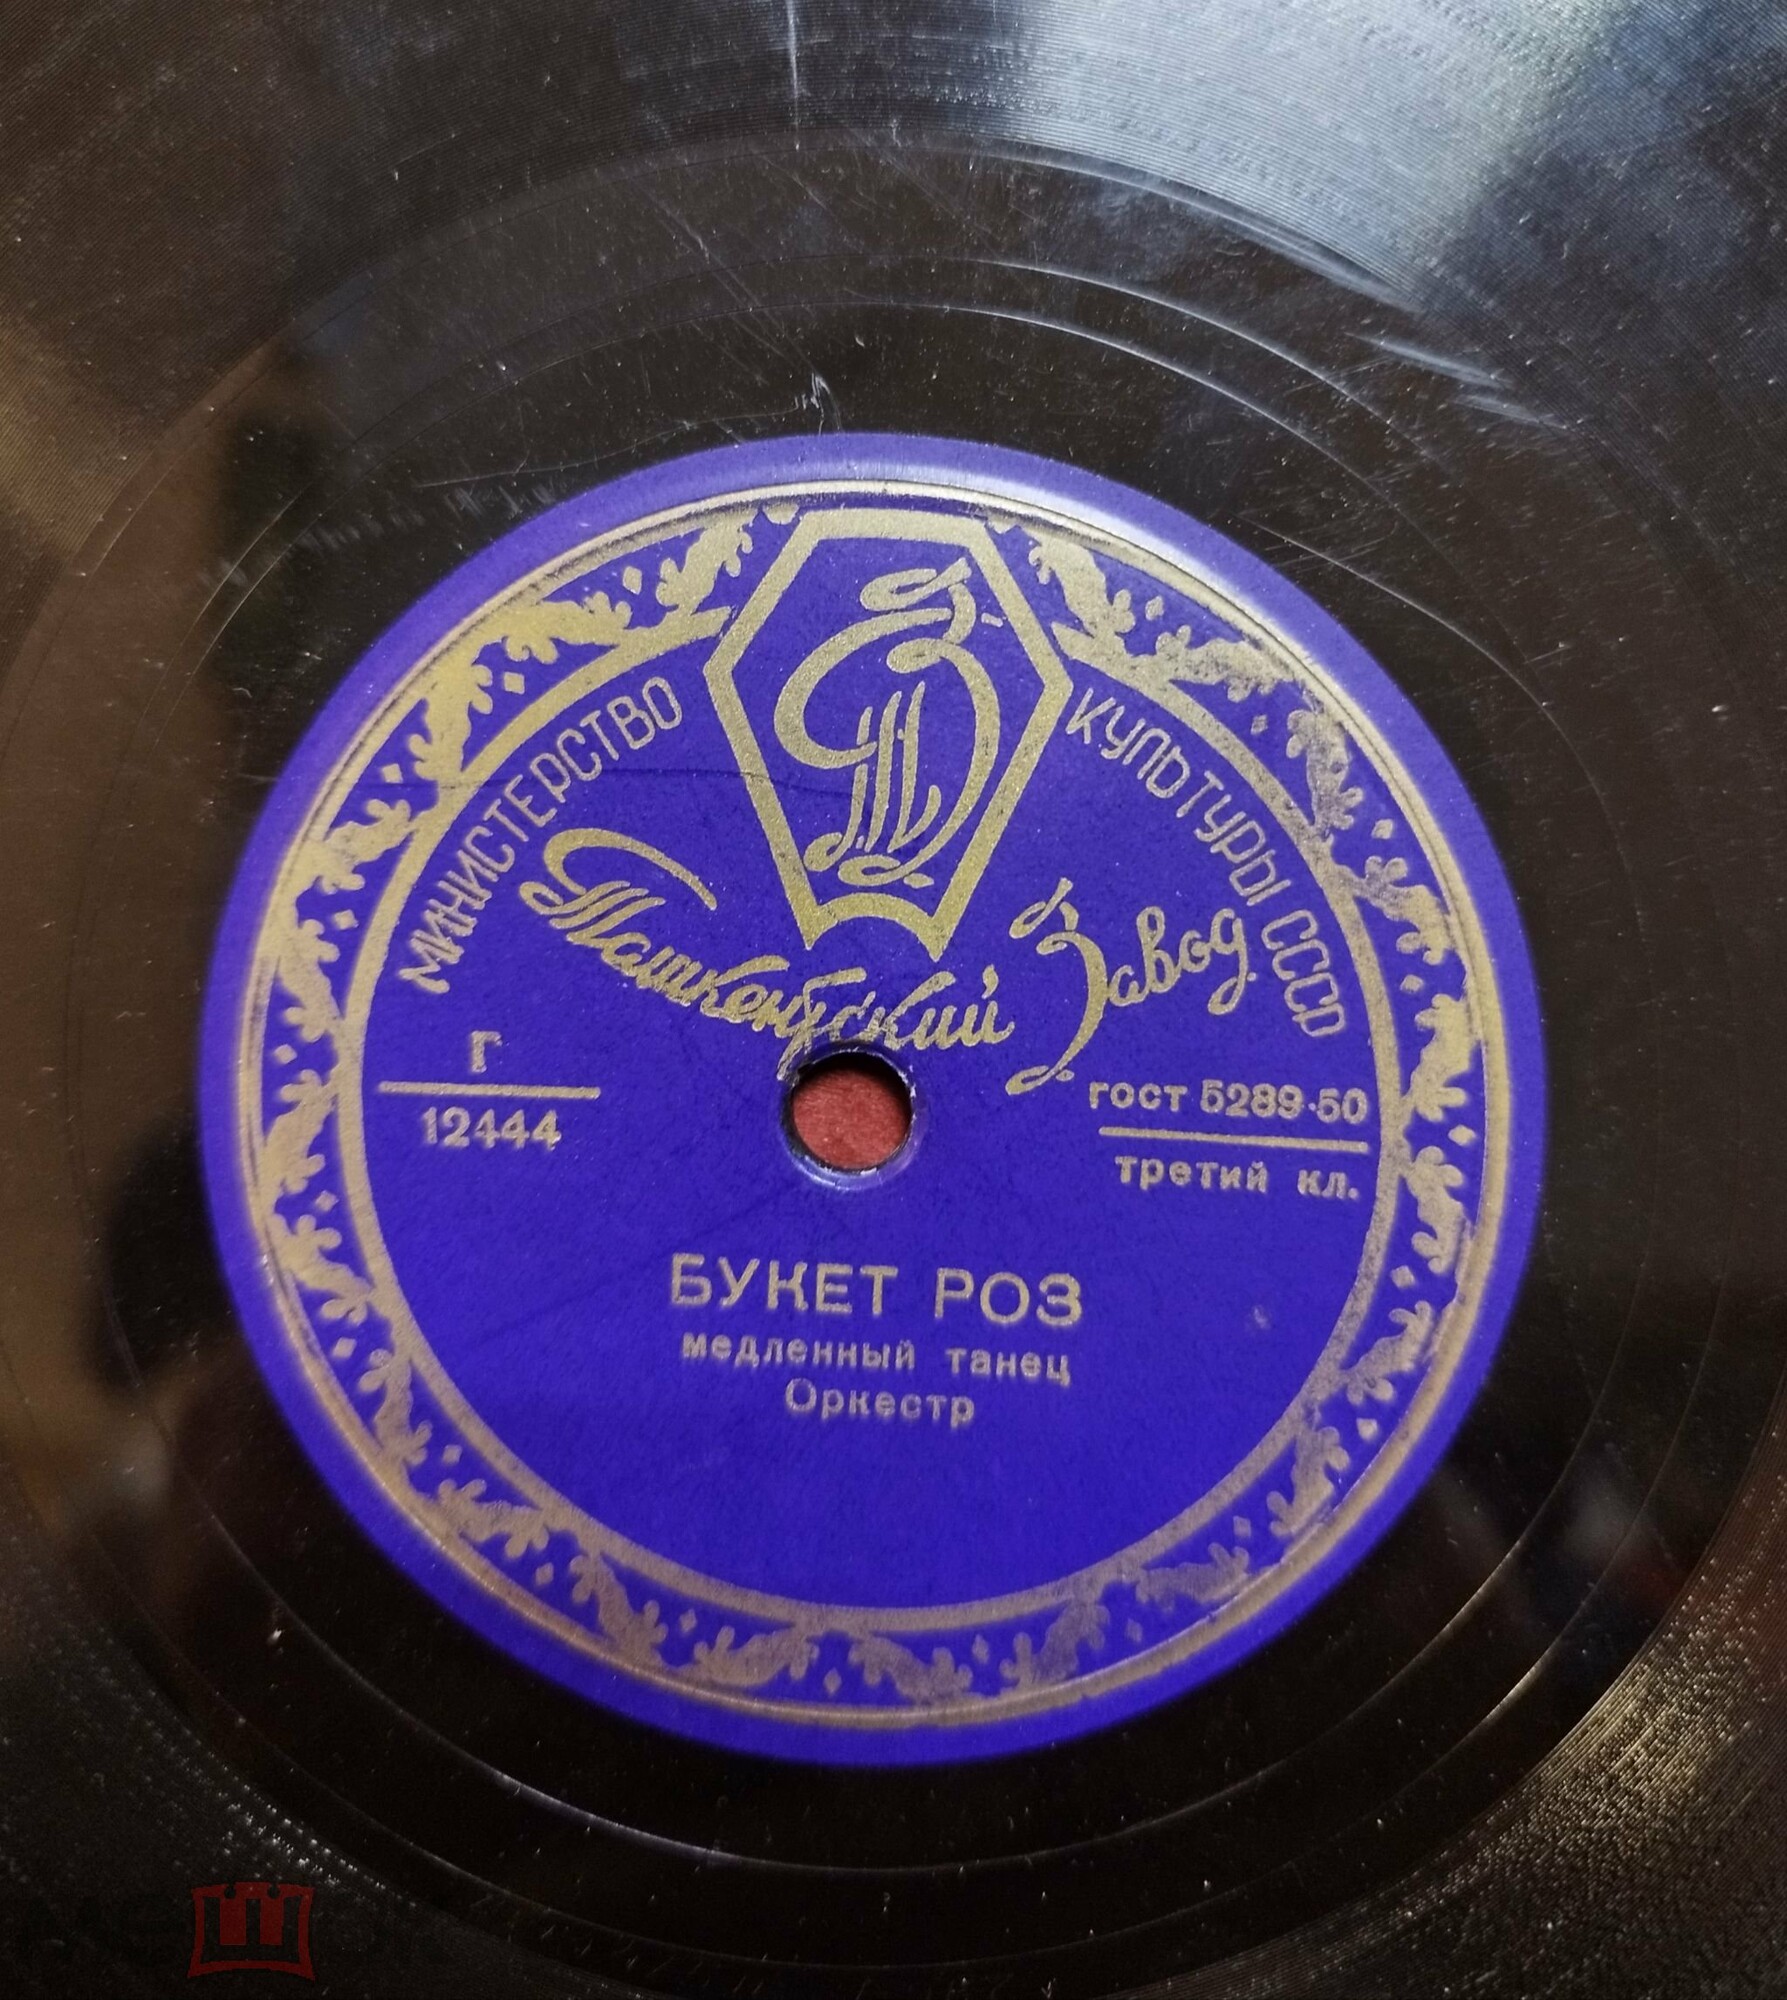 МИНИСТЕРСТВО КУЛЬТУРЫ СССР
Ташкентский Завод
Г
12444
гост 5289-50
третий кл.
БУКЕТ РОЗ
медленный танец
Оркестр